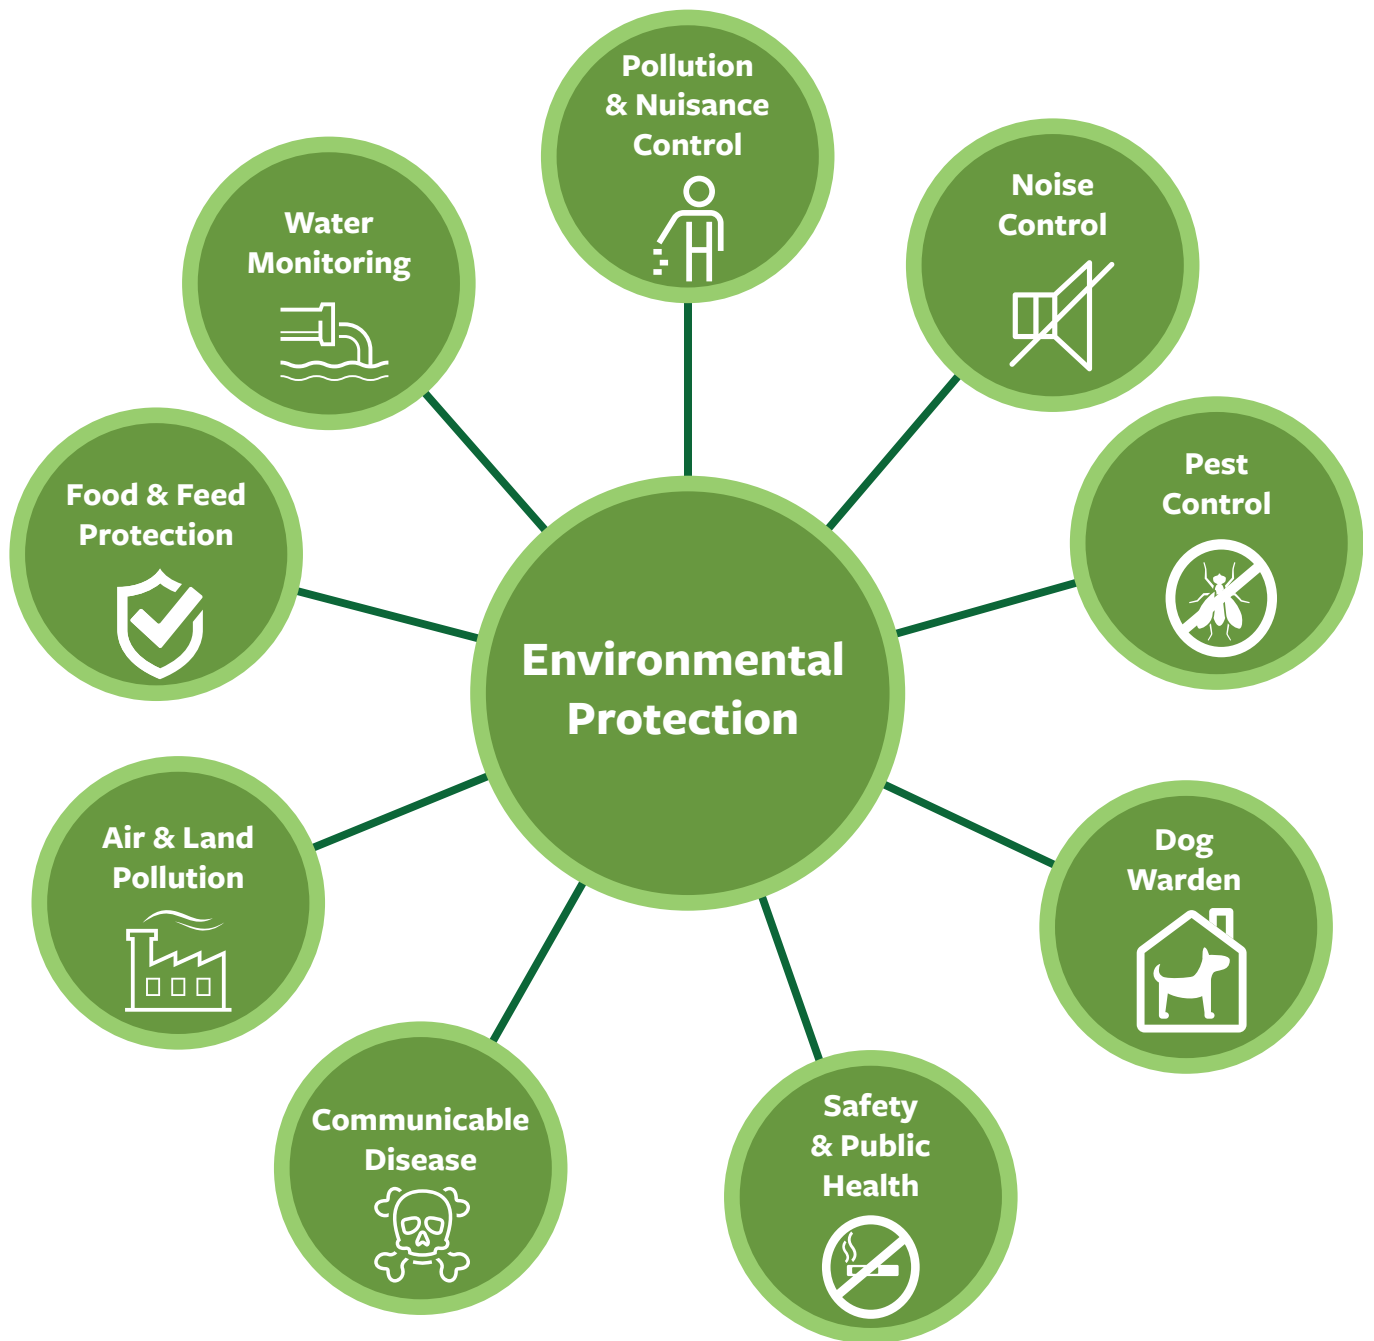 Pollution
& Nuisance
Control
Noise
Control
Water
Monitoring
Pest
Control
Food & Feed
Protection
Environmental
Protection
Air & Land
Pollution
Dog
Warden
Communicable
Disease
Safety
& Public
Health